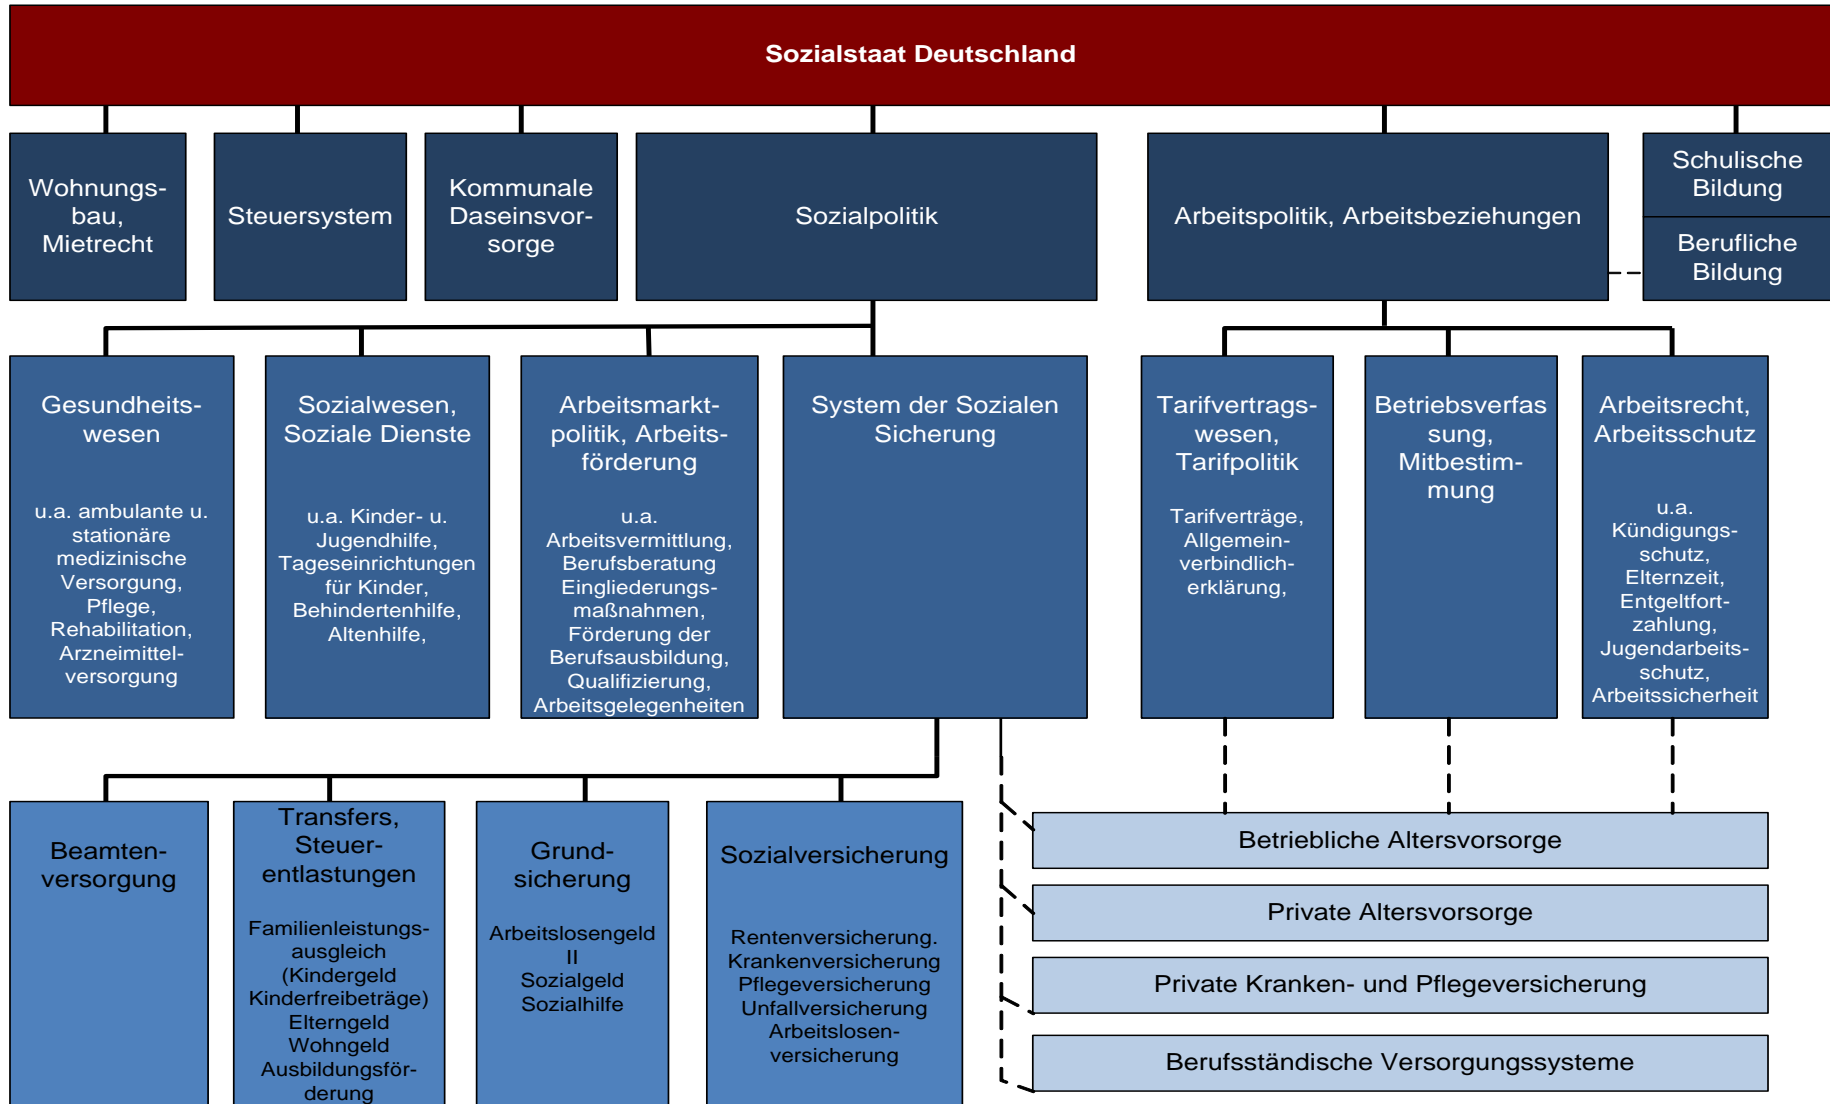 Sozialstaat Deutschland
Wohnungs-
bau,
Mietrecht
Steuersystem
Kommunale
Daseinsvor-
sorge
Sozialpolitik
Arbeitspolitik, Arbeitsbeziehungen
Schulische
Bildung
Berufliche
Bildung
Gesundheits-
wesen
u.a. ambulante u.
stationäre
medizinische
Versorgung,
Pflege,
Rehabilitation,
Arzneimittel-
versorgung
Sozialwesen,
Soziale Dienste
u.a. Kinder- u.
Jugendhilfe,
Tageseinrichtungen
für Kinder,
Behindertenhilfe,
Altenhilfe,
Arbeitsmarkt-
politik, Arbeits-
förderung
u.a.
Arbeitsvermittlung,
Berufsberatung
Eingliederungs-
maßnahmen,
Förderung der
Berufsausbildung,
Qualifizierung,
Arbeitsgelegenheiten
System der Sozialen
Sicherung
Tarifvertrags-
wesen,
Tarifpolitik
Tarifverträge,
Allgemein-
verbindlich-
erklärung,
Betriebsverfas
sung,
Mitbestim-
mung
Arbeitsrecht,
Arbeitsschutz
u.a.
Kündigungs-
schutz,
Elternzeit,
Entgeltfort-
zahlung,
Jugendarbeits-
schutz,
Arbeitssicherheit
Beamten-
versorgung
Transfers,
Steuer-
entlastungen
Familienleistungs-
ausgleich
(Kindergeld
Kinderfreibeträge)
Elterngeld
Wohngeld
Ausbildungsför-
derung
Grund-
sicherung
Arbeitslosengeld
II
Sozialgeld
Sozialhilfe
Sozialversicherung
Rentenversicherung.
Krankenversicherung
Pflegeversicherung
Unfallversicherung
Arbeitslosen-
versicherung
Betriebliche Altersvorsorge
Private Altersvorsorge
Private Kranken- und Pflegeversicherung
Berufsständische Versorgungssysteme